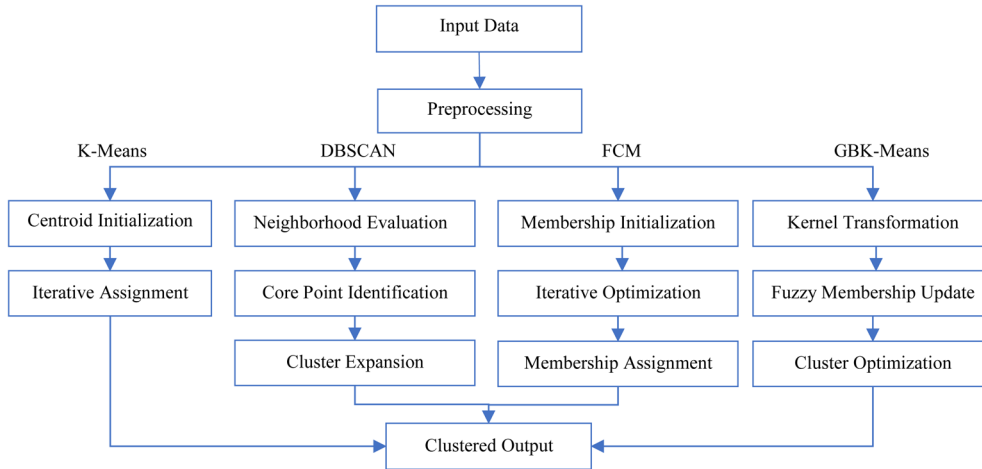 Input Data
Preprocessing
K-Means
DBSCAN
FCM
GBK-Means
Centroid Initialization
Neighborhood Evaluation
Membership Initialization
Kernel Transformation
Iterative Assignment
Core Point Identification
Iterative Optimization
Fuzzy Membership Update
Cluster Expansion
Membership Assignment
Cluster Optimization
Clustered Output